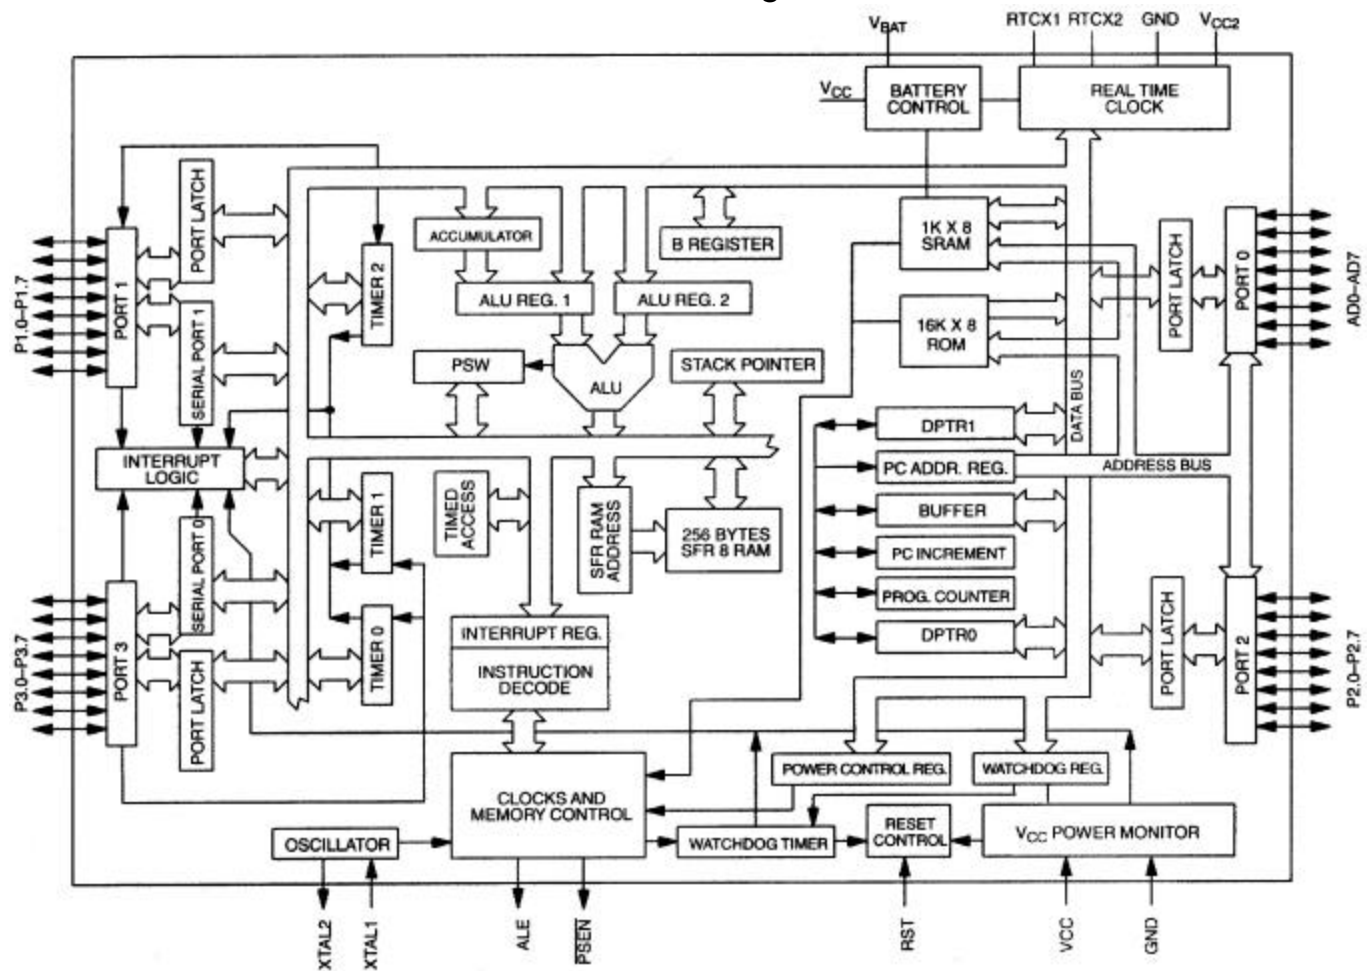 VBAT
RTCX1 RTCX2 GND VCC2
VCC
BATTERY
CONTROL
REAL TIME
CLOCK
P1.0–P1.7
PORT 1
PORT LATCH
SERIAL PORT 1
TIMER 2
ACCUMULATOR
B REGISTER
ALU REG. 1
ALU REG. 2
PSW
ALU
STACK POINTER
1K X 8
SRAM
16K X 8
ROM
PORT LATCH
PORT 0
AD0–AD7
DATA BUS
ADDRESS BUS
INTERRUPT
LOGIC
DPTR1
PC ADDR. REG.
BUFFER
PC INCREMENT
PROG. COUNTER
DPTR0
TIMER 1
TIMED
ACCESS
SFR RAM
ADDRESS
256 BYTES
SFR 8 RAM
P3.0–P3.7
PORT 3
SERIAL PORT 0
PORT LATCH
TIMER 0
INTERRUPT REG.
INSTRUCTION
DECODE
PORT LATCH
PORT 2
P2.0–P2.7
CLOCKS AND
MEMORY CONTROL
POWER CONTROL REG.
WATCHDOG REG.
OSCILLATOR
WATCHDOG TIMER
RESET
CONTROL
VCC POWER MONITOR
XTAL2
XTAL1
ALE
PSEN
RST
VCC
GND